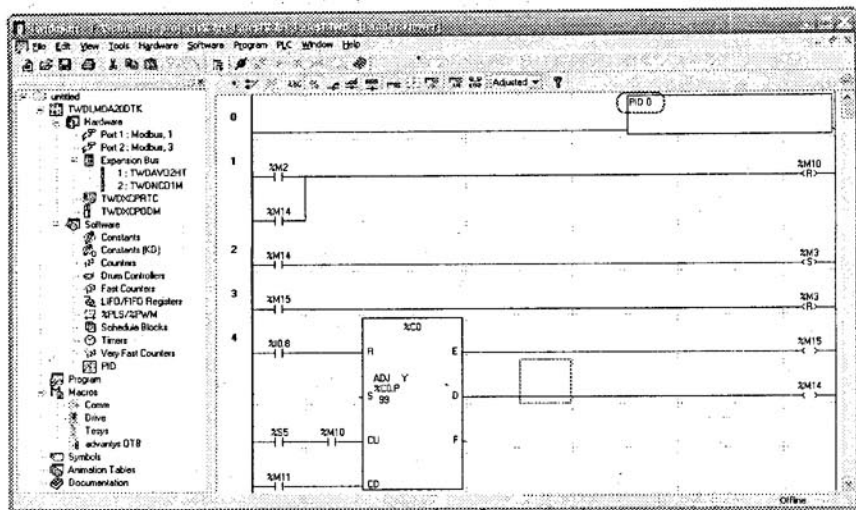 File Edit View Tools Hardware Software Program PLC Window Help
Adjusted
untitled
TWDLMDA20DTK
Hardware
Port 1 : Modbus, 1
Port 2 : Modbus, 3
Expansion Bus
1 : TWDAVO2HT
2 : TWDNCO1M
TWDXCPRTC
TWDXCPODM
Software
Constants
Constants (KD)
Counters
Drum Controllers
Fast Counters
LIFO/FIFO Registers
%PLS/%PWM
Schedule Blocks
Timers
Very Fast Counters
PID
Program
Macros
Comm
Drive
Tesys
advantys OTB
Symbols
Animation Tables
Documentation
0
PID 0
1
%M2
%M10
R
%M14
2
%M14
%M3
S
3
%M15
%M3
R
4
%C0
%I0.8
R
E
%M15
ADJ Y
%C0.P
S
99
D
%M14
%S5
%M10
CU
F
%M11
CD
Offline